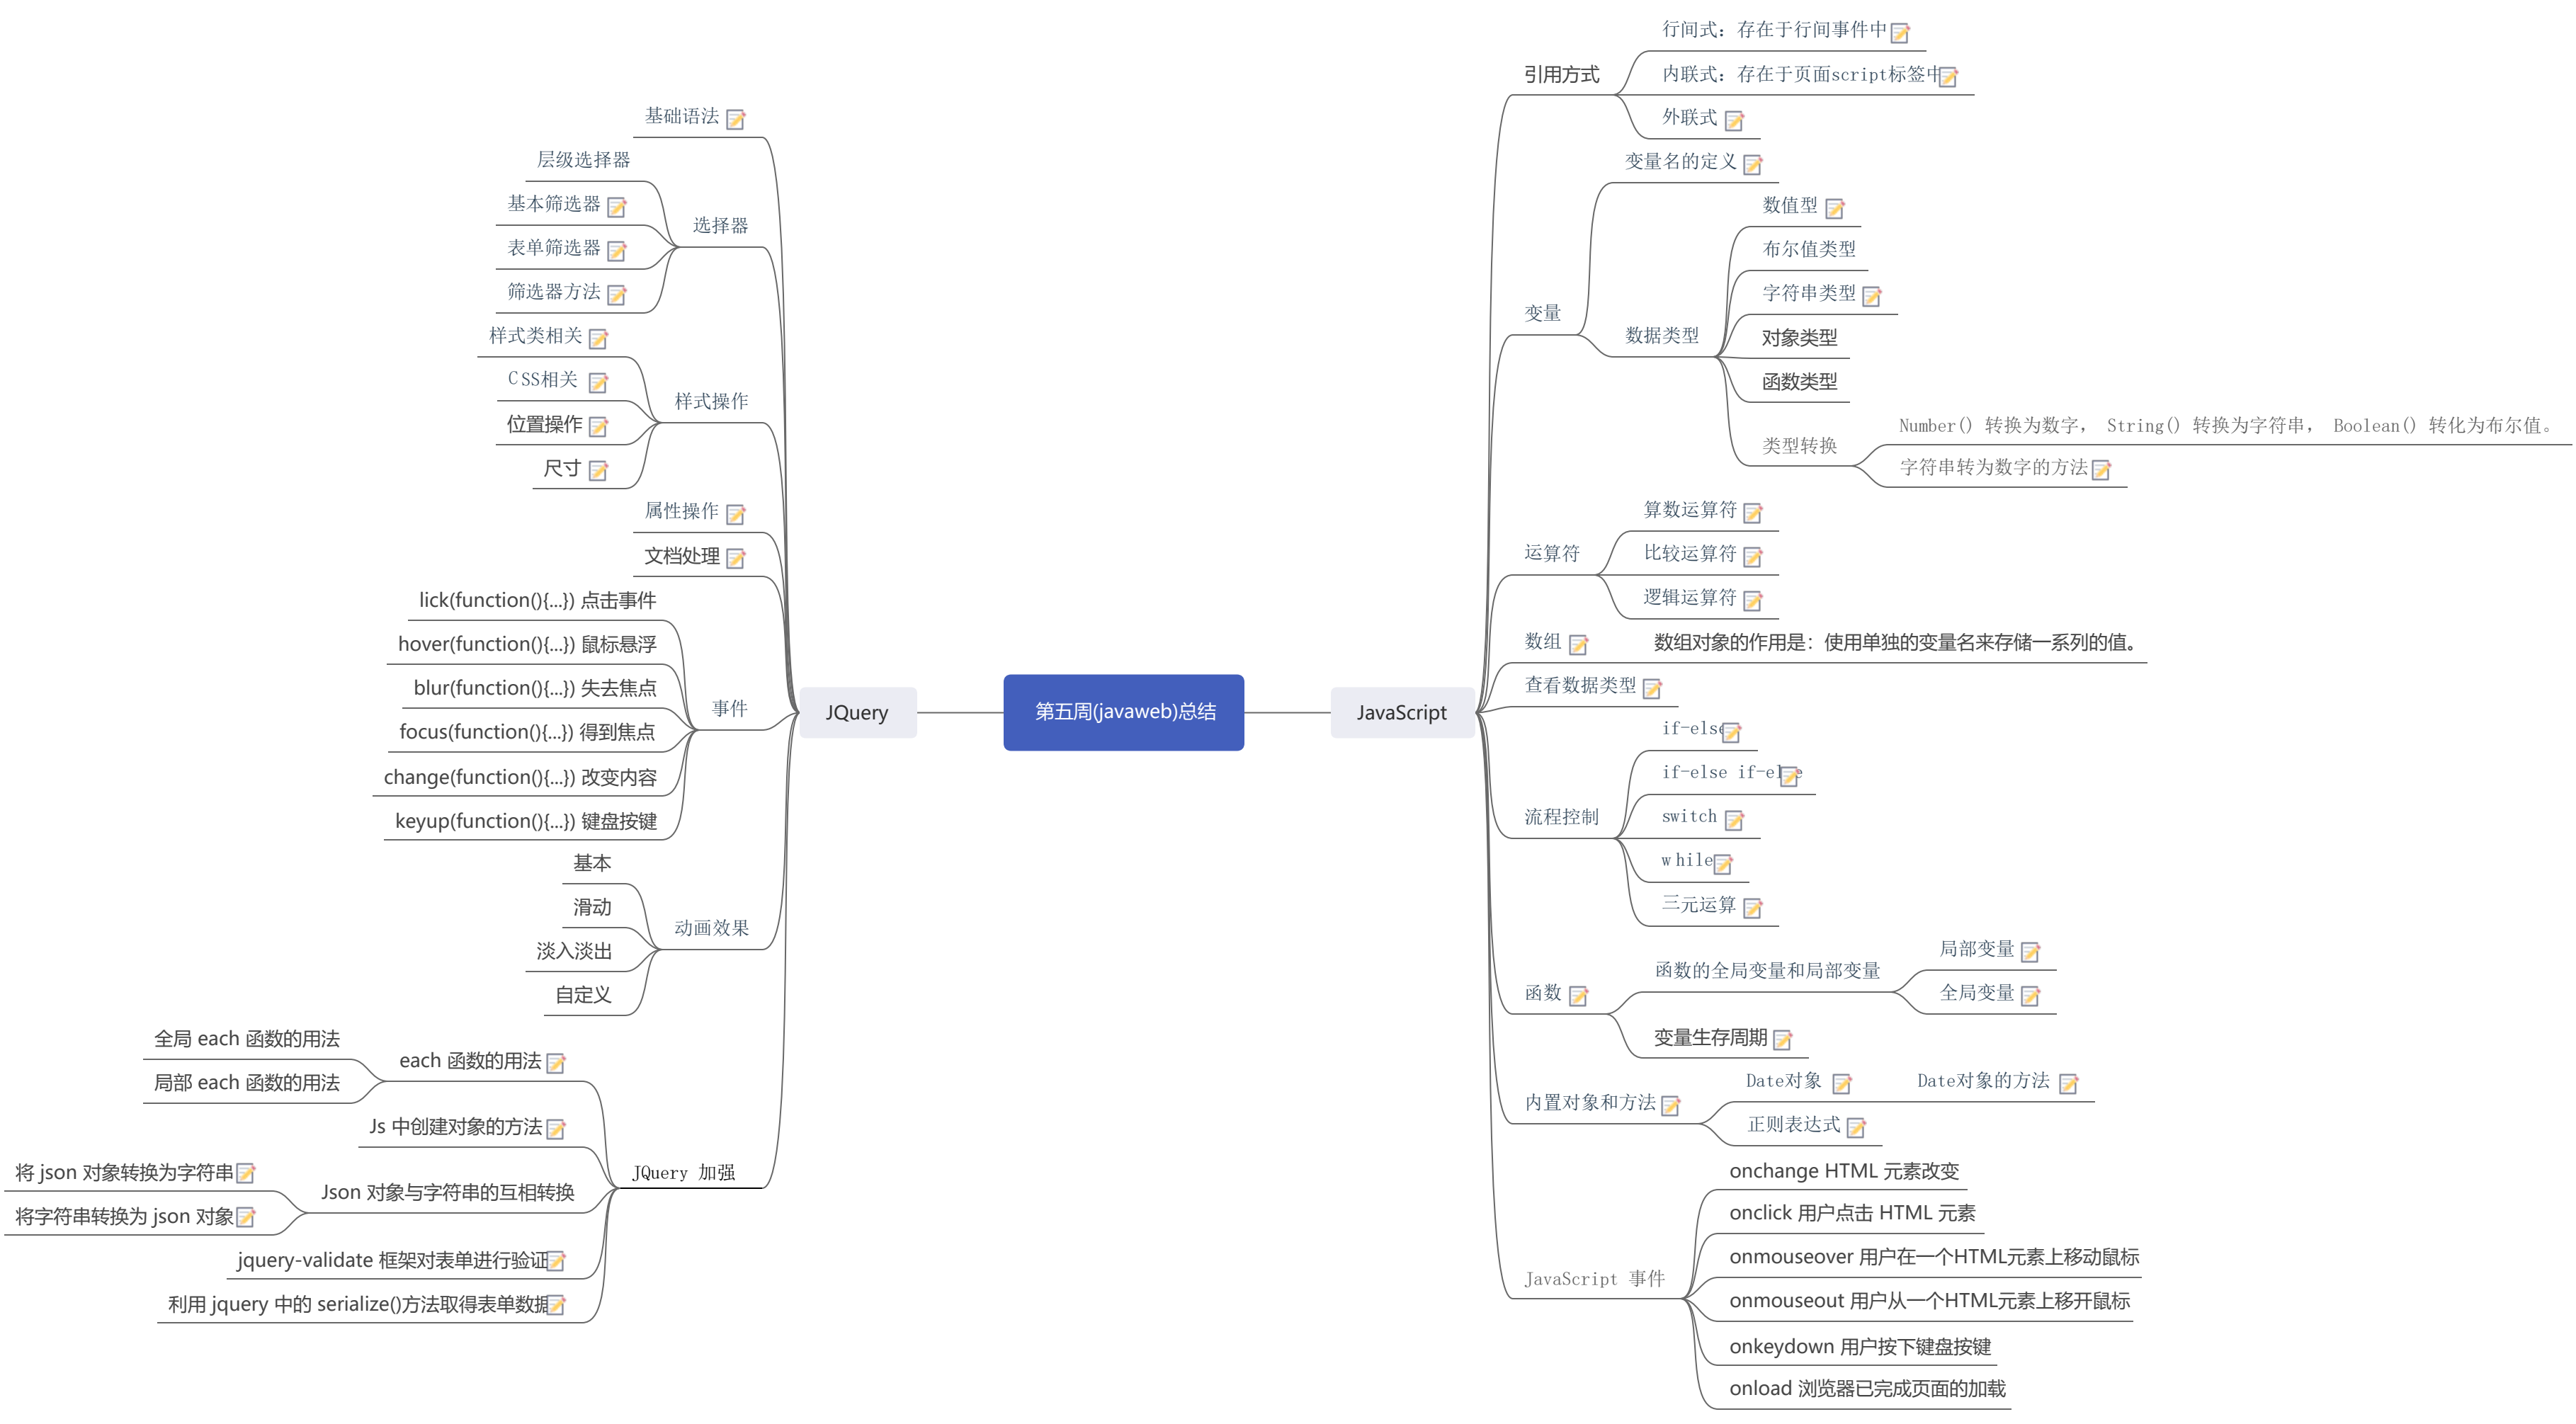 第五周(javaweb)总结
JavaScript
引用方式
行间式：存在于行间事件中
内联式：存在于页面script标签中
外联式
变量
变量名的定义
数据类型
数值型
布尔值类型
字符串类型
对象类型
函数类型
类型转换
Number() 转换为数字， String() 转换为字符串， Boolean() 转化为布尔值。
字符串转为数字的方法
运算符
算数运算符
比较运算符
逻辑运算符
数组
数组对象的作用是：使用单独的变量名来存储一系列的值。
查看数据类型
流程控制
if-else
if-else if-else
switch
while
三元运算
函数
函数的全局变量和局部变量
局部变量
全局变量
变量生存周期
内置对象和方法
Date对象
Date对象的方法
正则表达式
JavaScript 事件
onchange HTML 元素改变
onclick 用户点击 HTML 元素
onmouseover 用户在一个HTML元素上移动鼠标
onmouseout 用户从一个HTML元素上移开鼠标
onkeydown 用户按下键盘按键
onload 浏览器已完成页面的加载
JQuery
基础语法
选择器
层级选择器
基本筛选器
表单筛选器
筛选器方法
样式操作
样式类相关
CSS相关
位置操作
尺寸
属性操作
文档处理
事件
lick(function(){...}) 点击事件
hover(function(){...}) 鼠标悬浮
blur(function(){...}) 失去焦点
focus(function(){...}) 得到焦点
change(function(){...}) 改变内容
keyup(function(){...}) 键盘按键
动画效果
基本
滑动
淡入淡出
自定义
JQuery 加强
each 函数的用法
全局 each 函数的用法
局部 each 函数的用法
Js 中创建对象的方法
Json 对象与字符串的互相转换
将 json 对象转换为字符串
将字符串转换为 json 对象
jquery-validate 框架对表单进行验证
利用 jquery 中的 serialize()方法取得表单数据